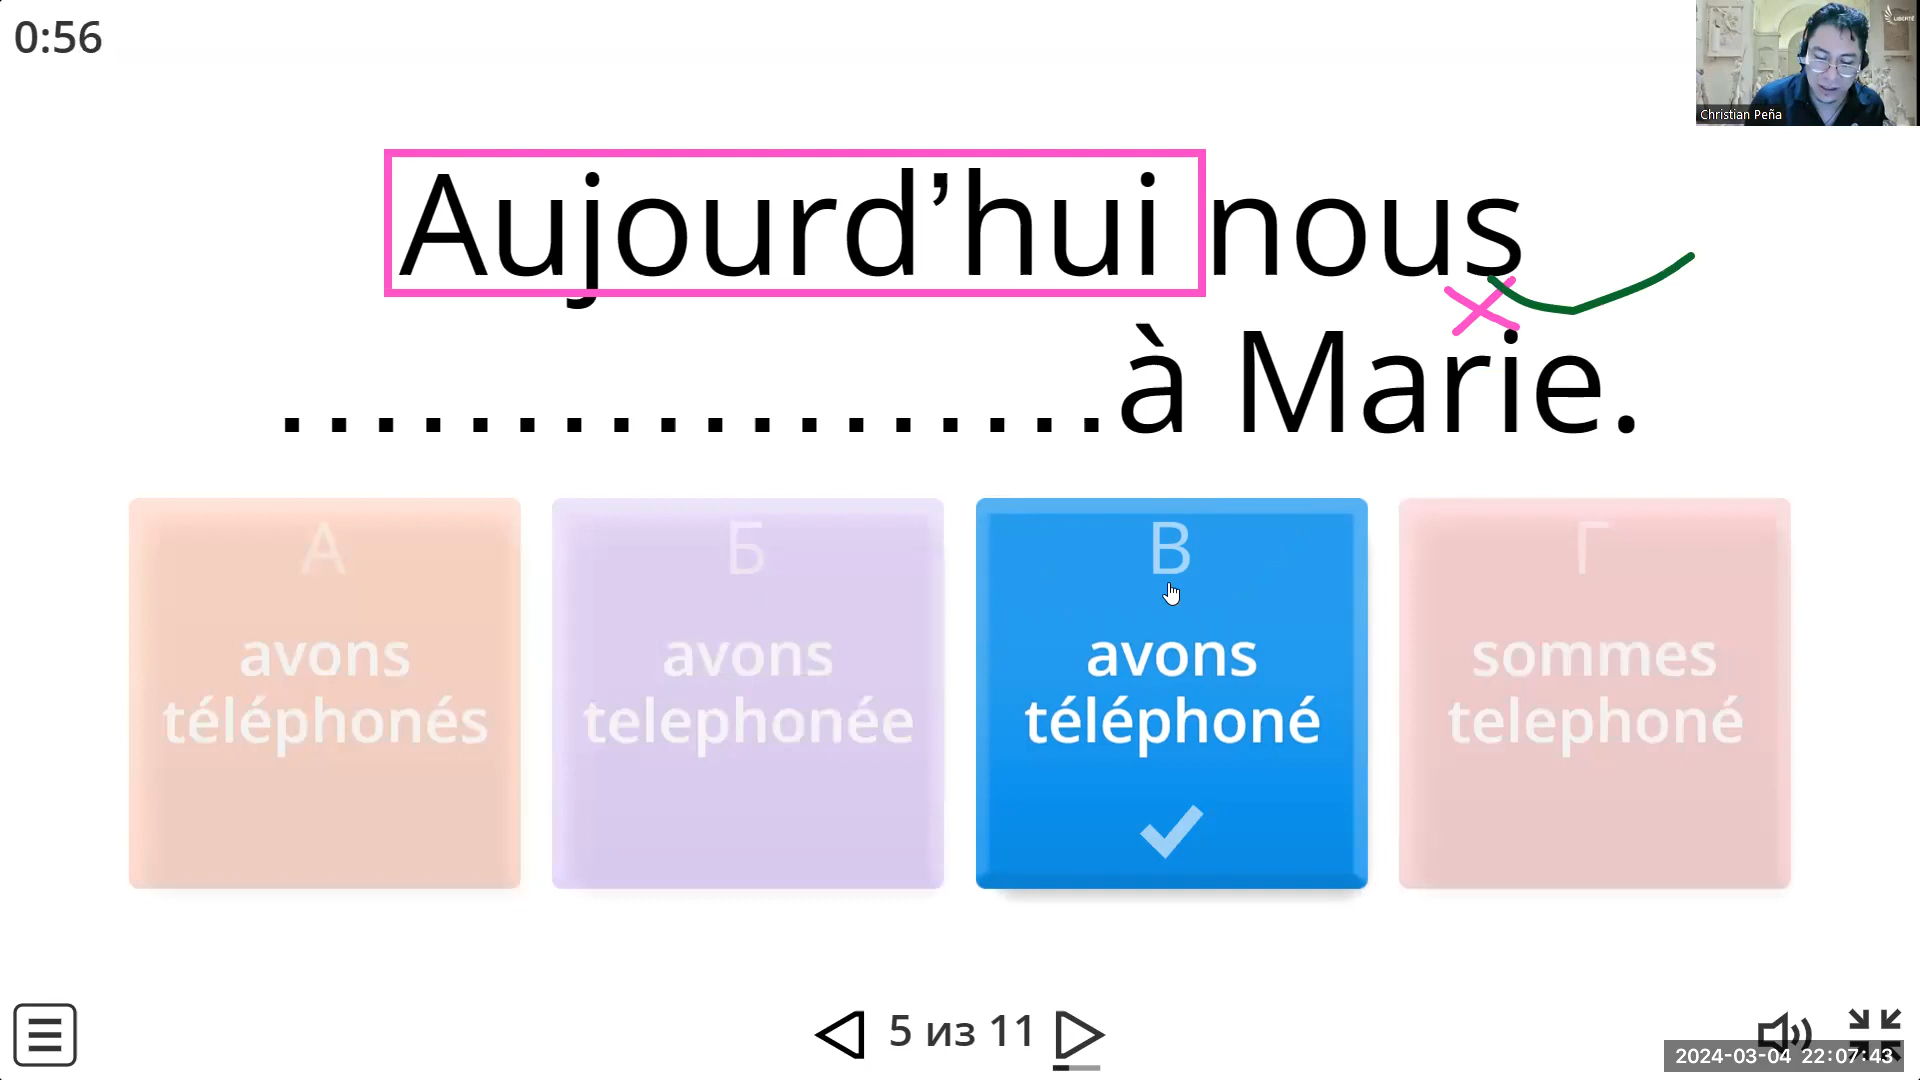 0:56
LIBERTÉ
Christian Peña
Aujourd’hui nous
..................à Marie.
А
avons
téléphonés
Б
avons
telephonée
В
avons
téléphoné
Г
sommes
telephoné
5 из 11
2024-03-04 22:07:43